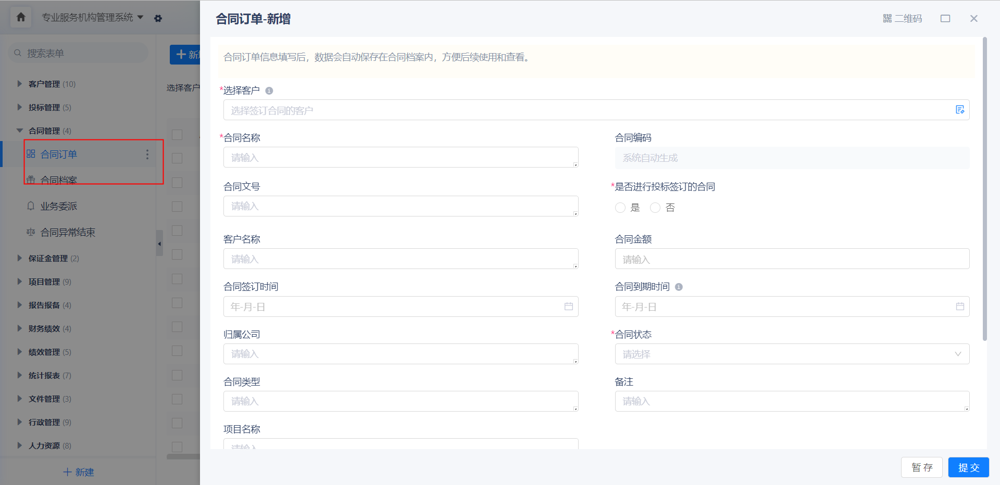 专业服务机构管理系统
搜索表单
客户管理 (10)
投标管理 (5)
合同管理 (4)
合同订单
合同档案
业务委派
合同异常结束
保证金管理 (2)
项目管理 (9)
报告报备 (4)
财务绩效 (4)
绩效管理 (5)
统计报表 (7)
文件管理 (3)
行政管理 (9)
人力资源 (8)
新建
选择客户
合同订单-新增
二维码
合同订单信息填写后，数据会自动保存在合同档案内，方便后续使用和查看。
*选择客户
选择签订合同的客户
*合同名称 合同编码
请输入 系统自动生成
合同文号 *是否进行投标签订的合同
请输入 是 否
客户名称 合同金额
请输入 请输入
合同签订时间 合同到期时间
年-月-日 年-月-日
归属公司 *合同状态
请输入 请选择
合同类型 备注
请输入 请输入
项目名称
请输入
暂存 提交